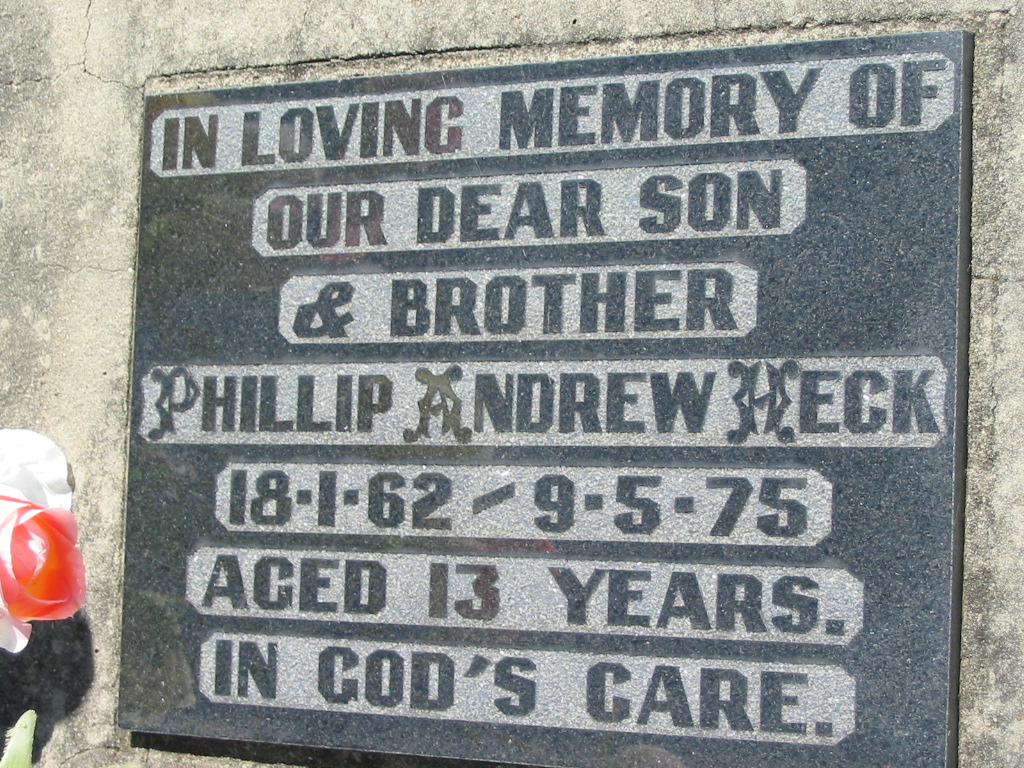 IN LOVING MEMORY OF
OUR DEAR SON
& BROTHER
PHILLIP ANDREW HECK
18·1·62 – 9·5·75
AGED 13 YEARS.
IN GOD'S CARE.